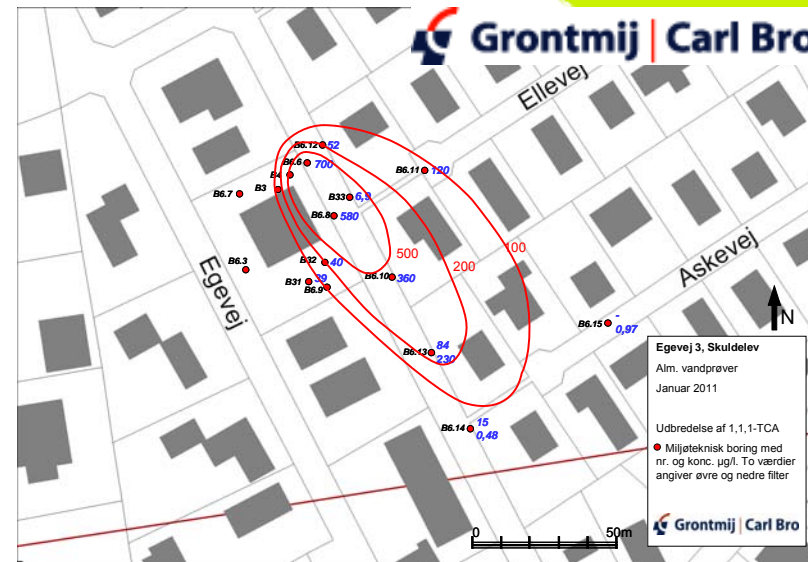 Grontmij | Carl Bro
Ellevej
B6.12 52
B6.6 700
B4
B3
B6.7
B33 6,9
B6.8 580
B6.11 120
B6.3
Egevej
B32 40
B31 39
B6.9
B6.10 360
500
200
100
Askevej
N
B6.13 84
230
B6.15 -
0,97
B6.14 15
0,48
Egevej 3, Skuldelev
Alm. vandprøver
Januar 2011
Udbredelse af 1,1,1-TCA
Miljøteknisk boring med
nr. og konc. µg/l. To værdier
angiver øvre og nedre filter
Grontmij | Carl Bro
0 50m